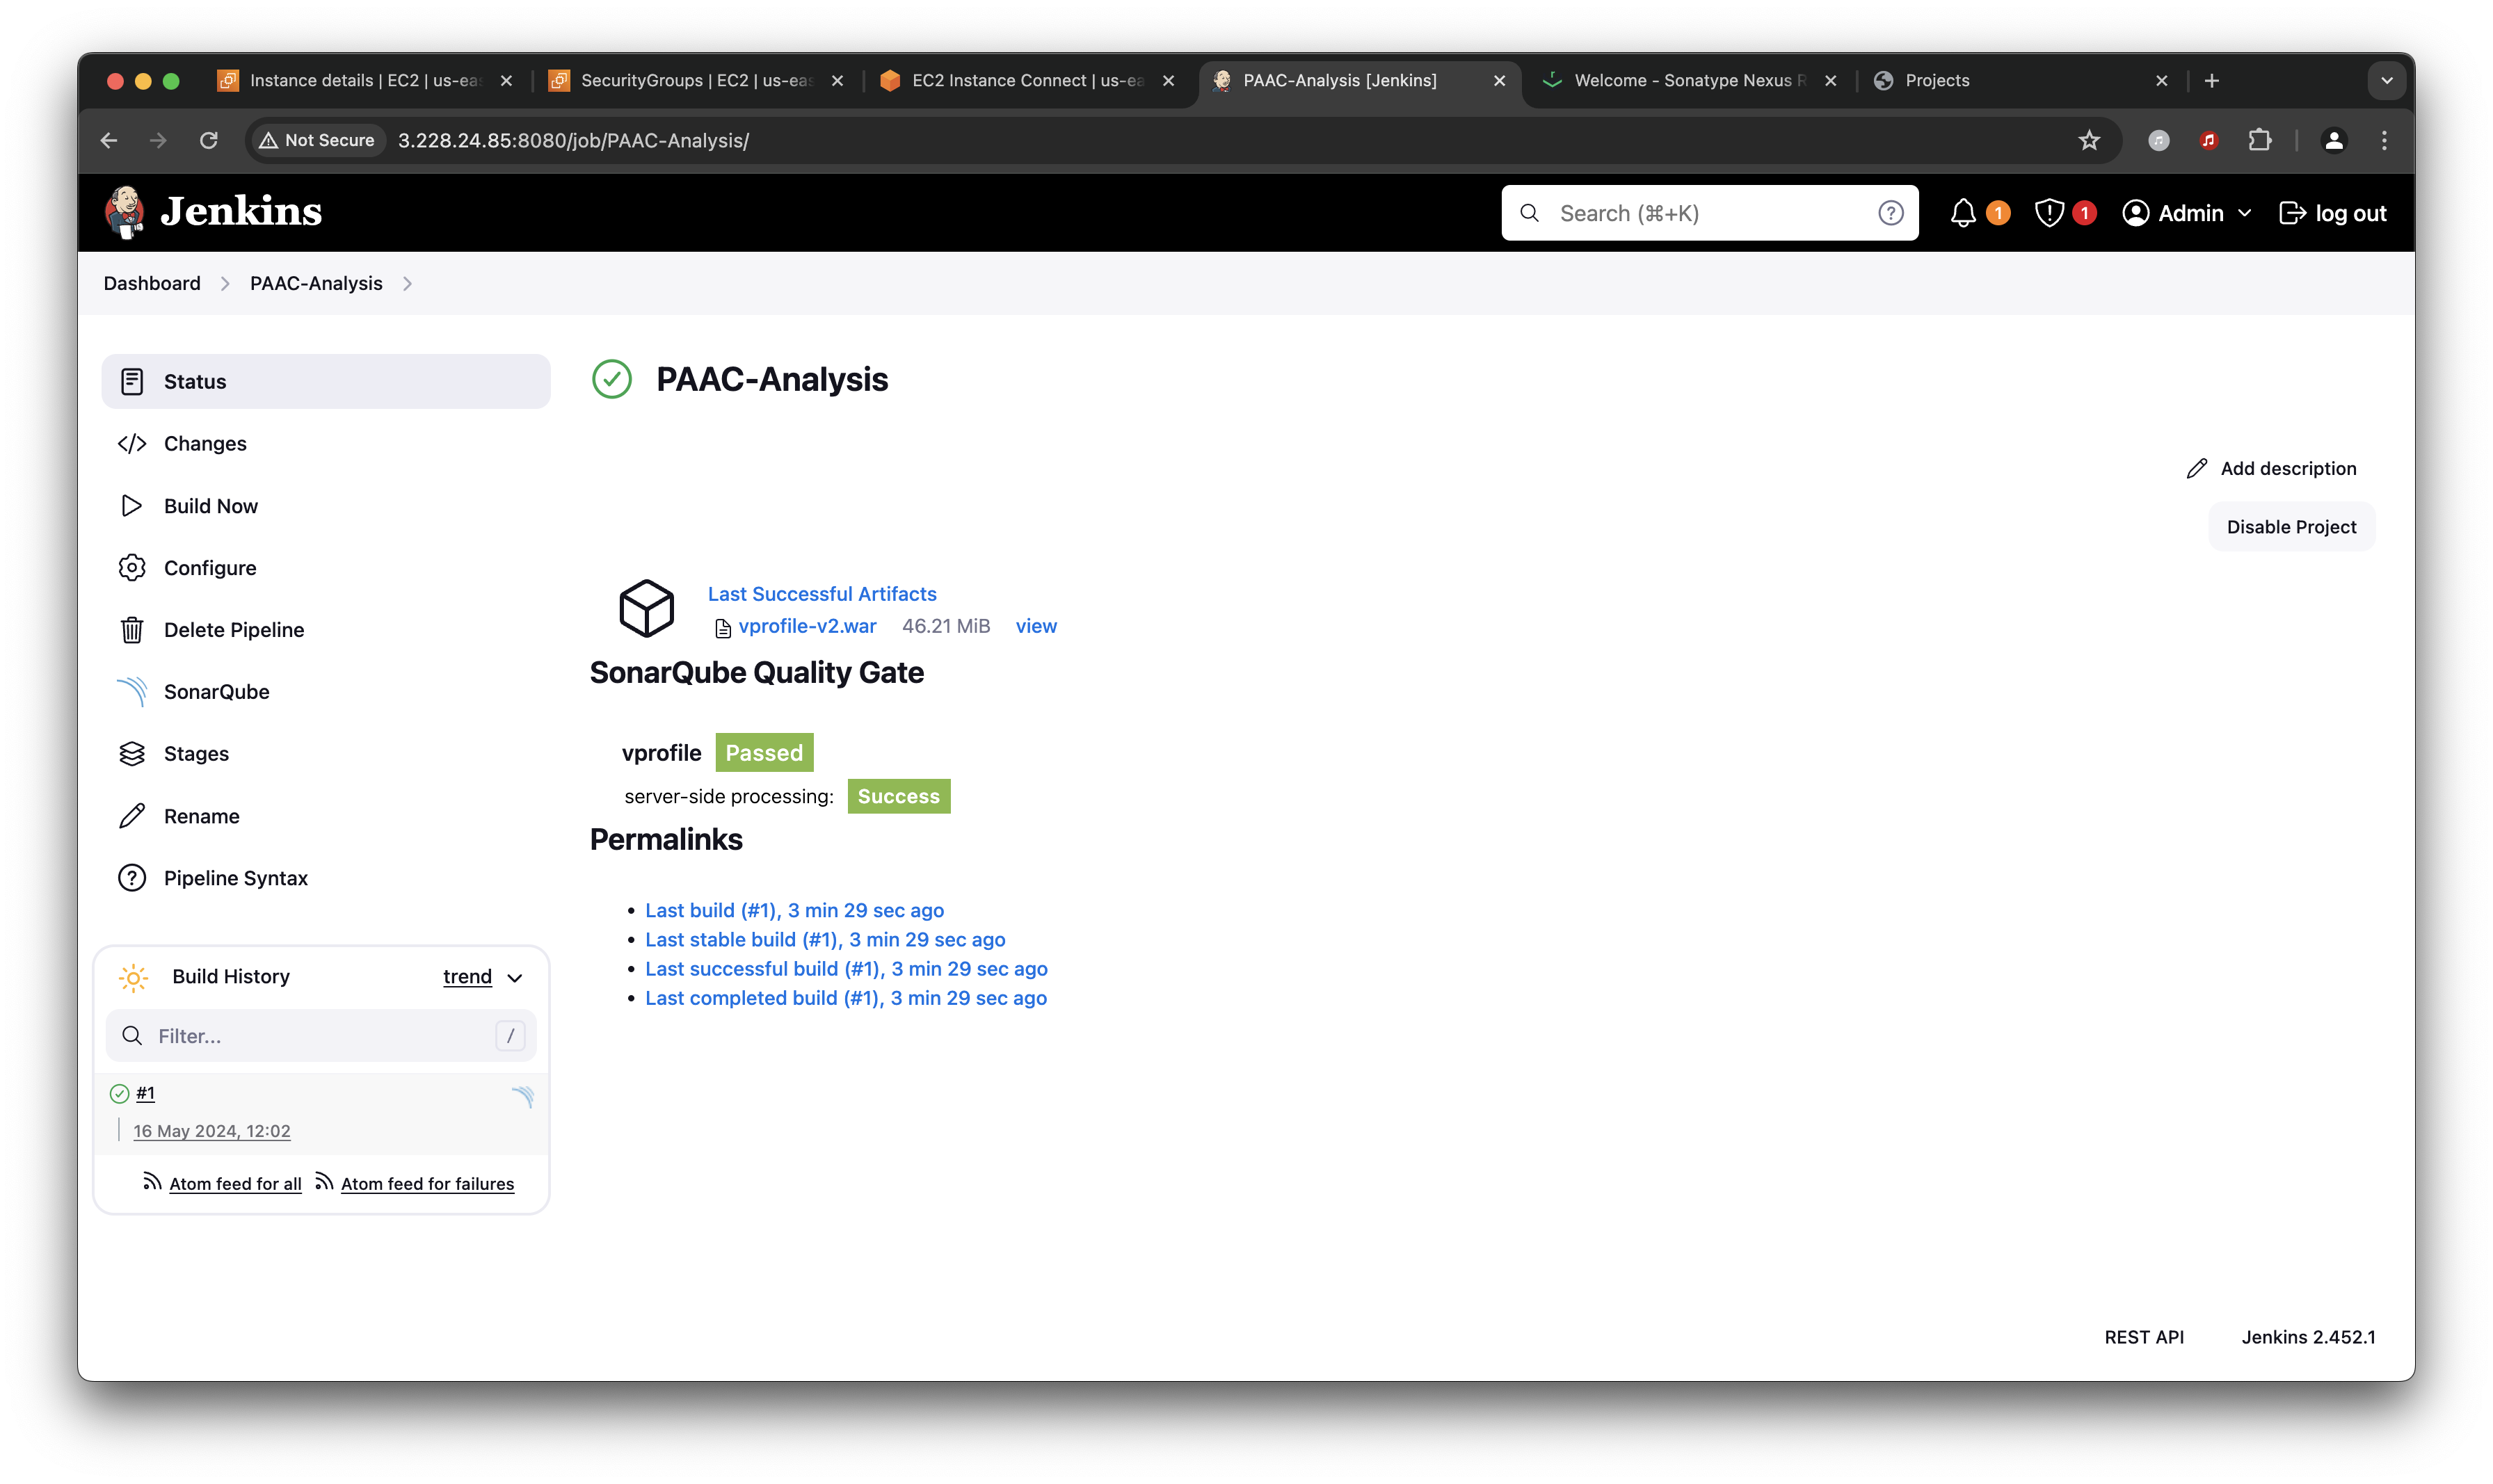 Instance details | EC2 | us-eas
SecurityGroups | EC2 | us-eas
EC2 Instance Connect | us-ea
PAAC-Analysis [Jenkins]
Welcome - Sonatype Nexus R
Projects
Not Secure
3.228.24.85:8080/job/PAAC-Analysis/
Jenkins
Search (⌘+K)
?
1
1
Admin
log out
Dashboard
PAAC-Analysis
Status
Changes
Build Now
Configure
Delete Pipeline
SonarQube
Stages
Rename
Pipeline Syntax
Build History
trend
Filter...
/
#1
16 May 2024, 12:02
Atom feed for all
Atom feed for failures
PAAC-Analysis
Add description
Disable Project
Last Successful Artifacts
vprofile-v2.war 46.21 MiB view
SonarQube Quality Gate
vprofile Passed
server-side processing: Success
Permalinks
• Last build (#1), 3 min 29 sec ago
• Last stable build (#1), 3 min 29 sec ago
• Last successful build (#1), 3 min 29 sec ago
• Last completed build (#1), 3 min 29 sec ago
REST API
Jenkins 2.452.1